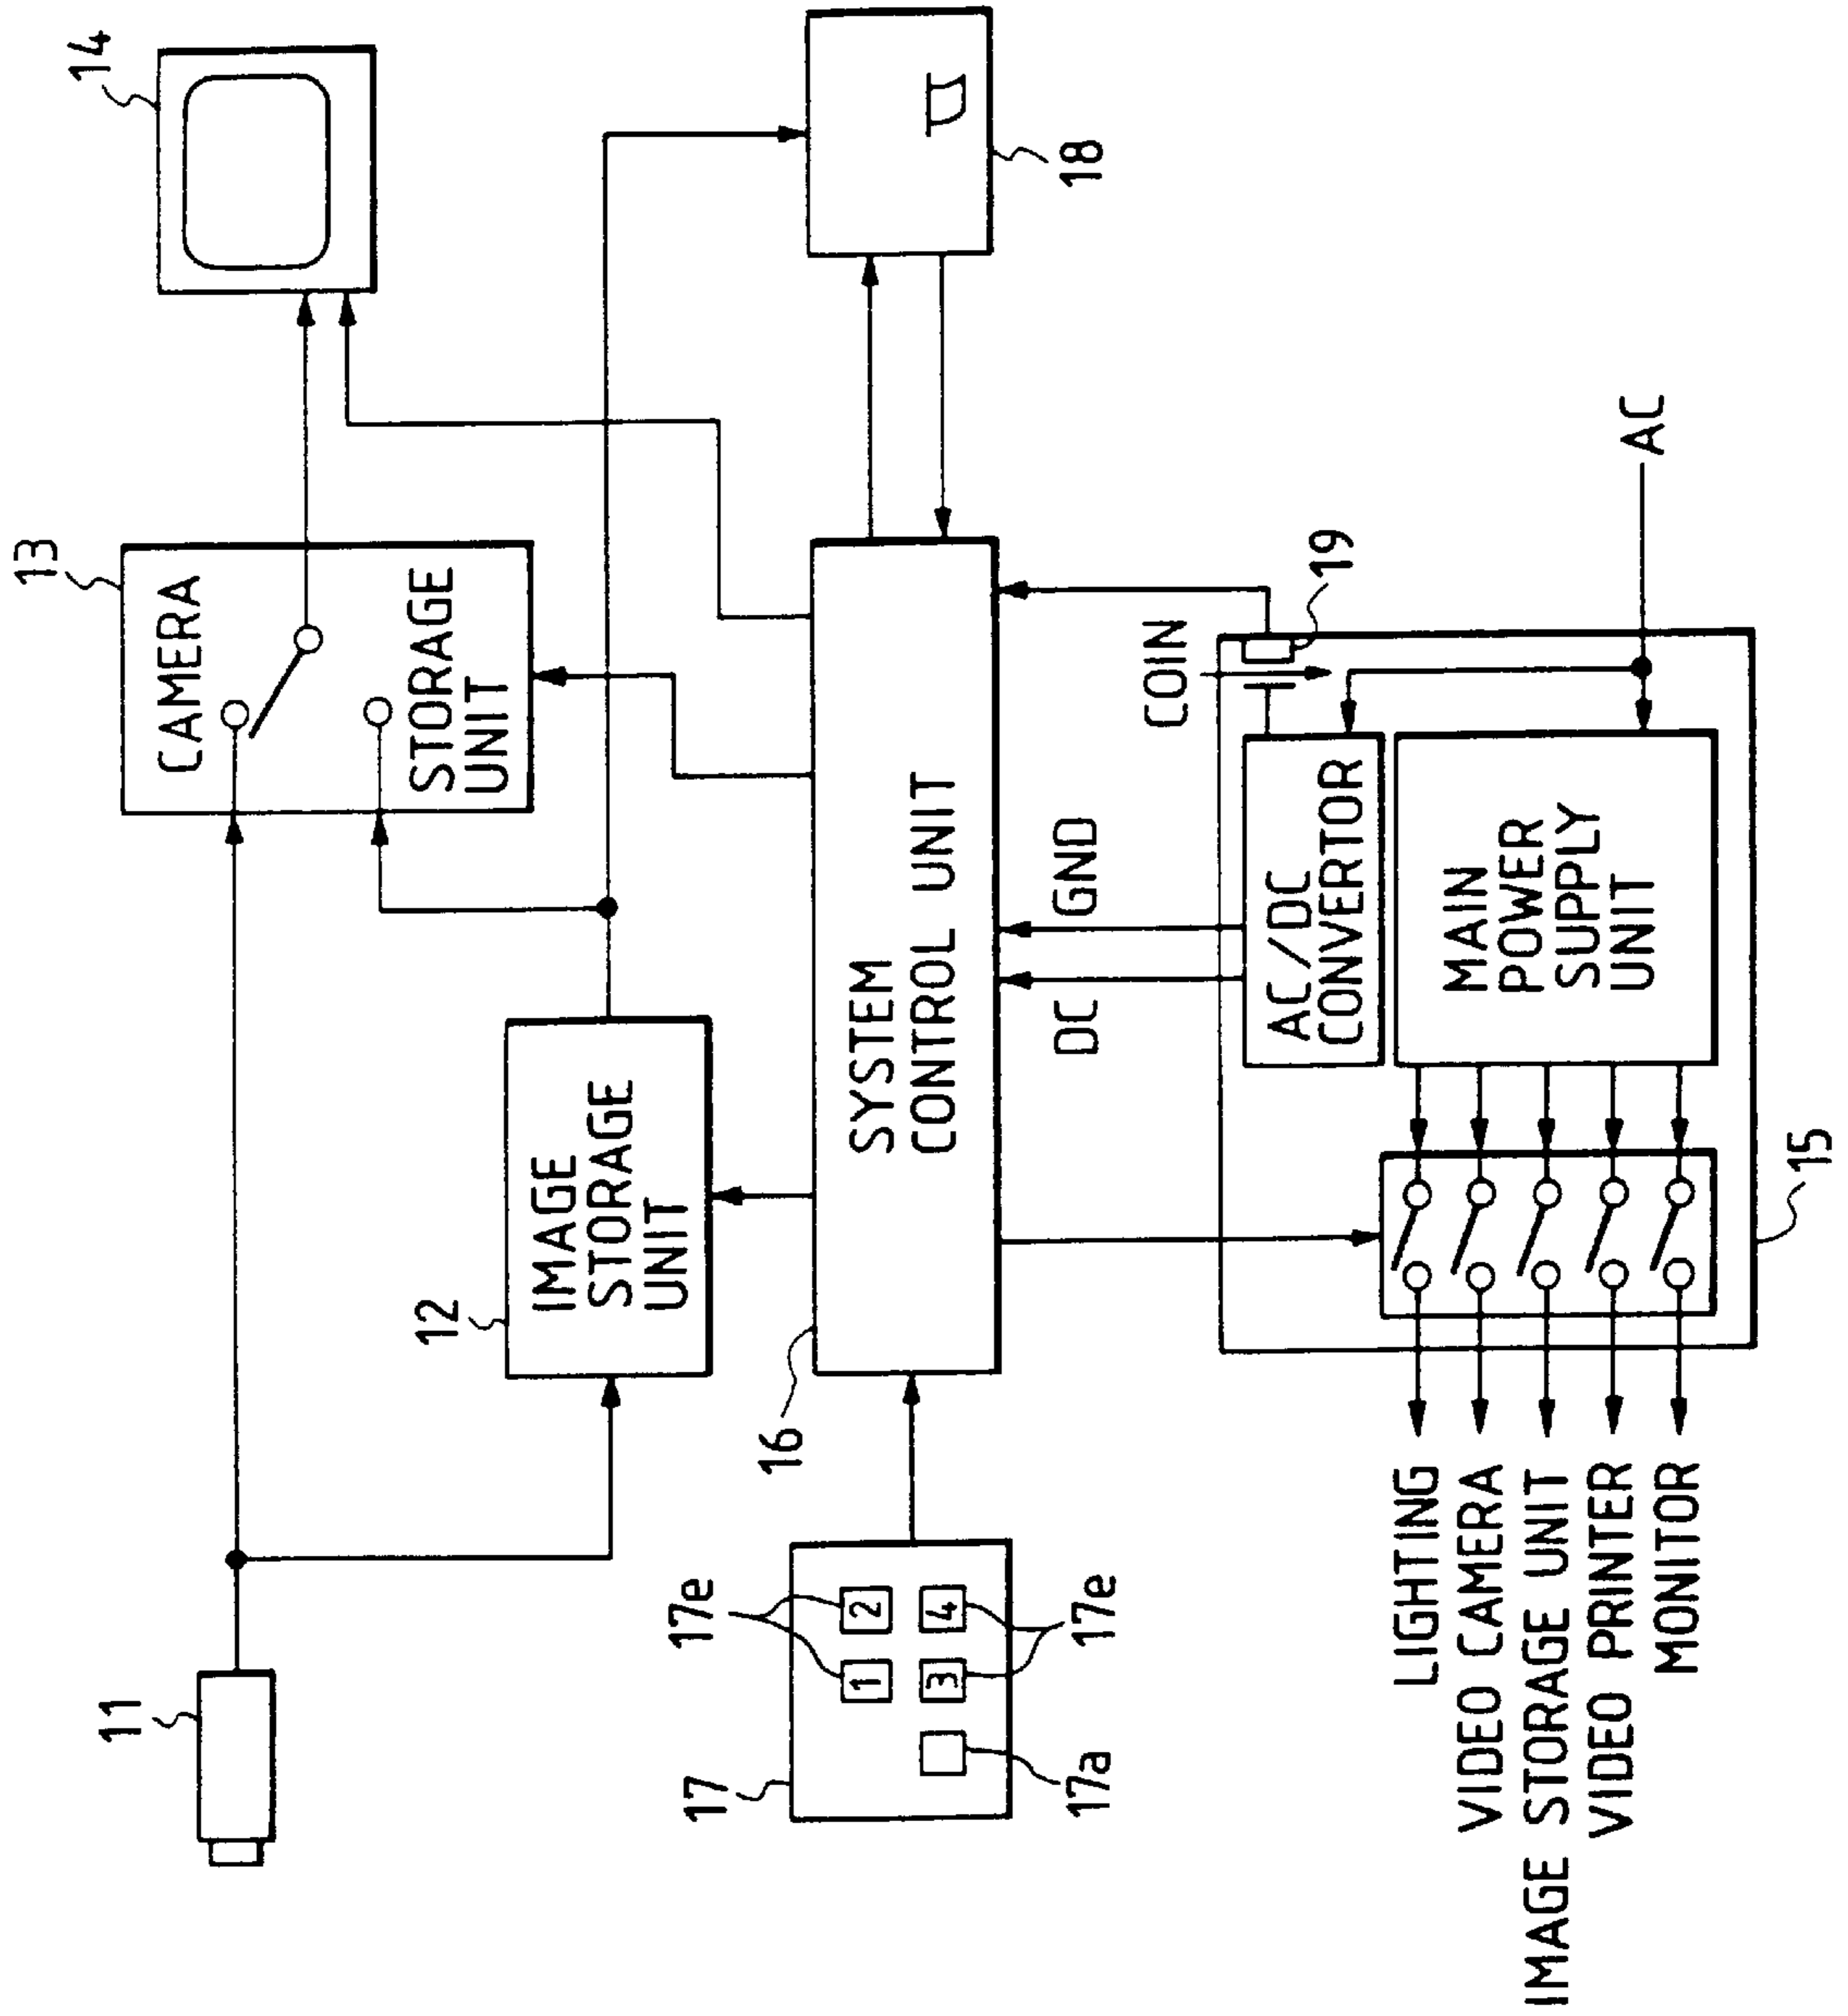 13
14
11
CAMERA
STORAGE
UNIT
12
IMAGE
STORAGE
UNIT
17
17e
16
1 2
3 4
17a
17e
SYSTEM
CONTROL UNIT
18
DC
GND
COIN
19
AC/DC
CONVERTOR
MAIN
POWER
SUPPLY
UNIT
AC
LIGHTING
VIDEO CAMERA
IMAGE STORAGE UNIT
VIDEO PRINTER
MONITOR
15